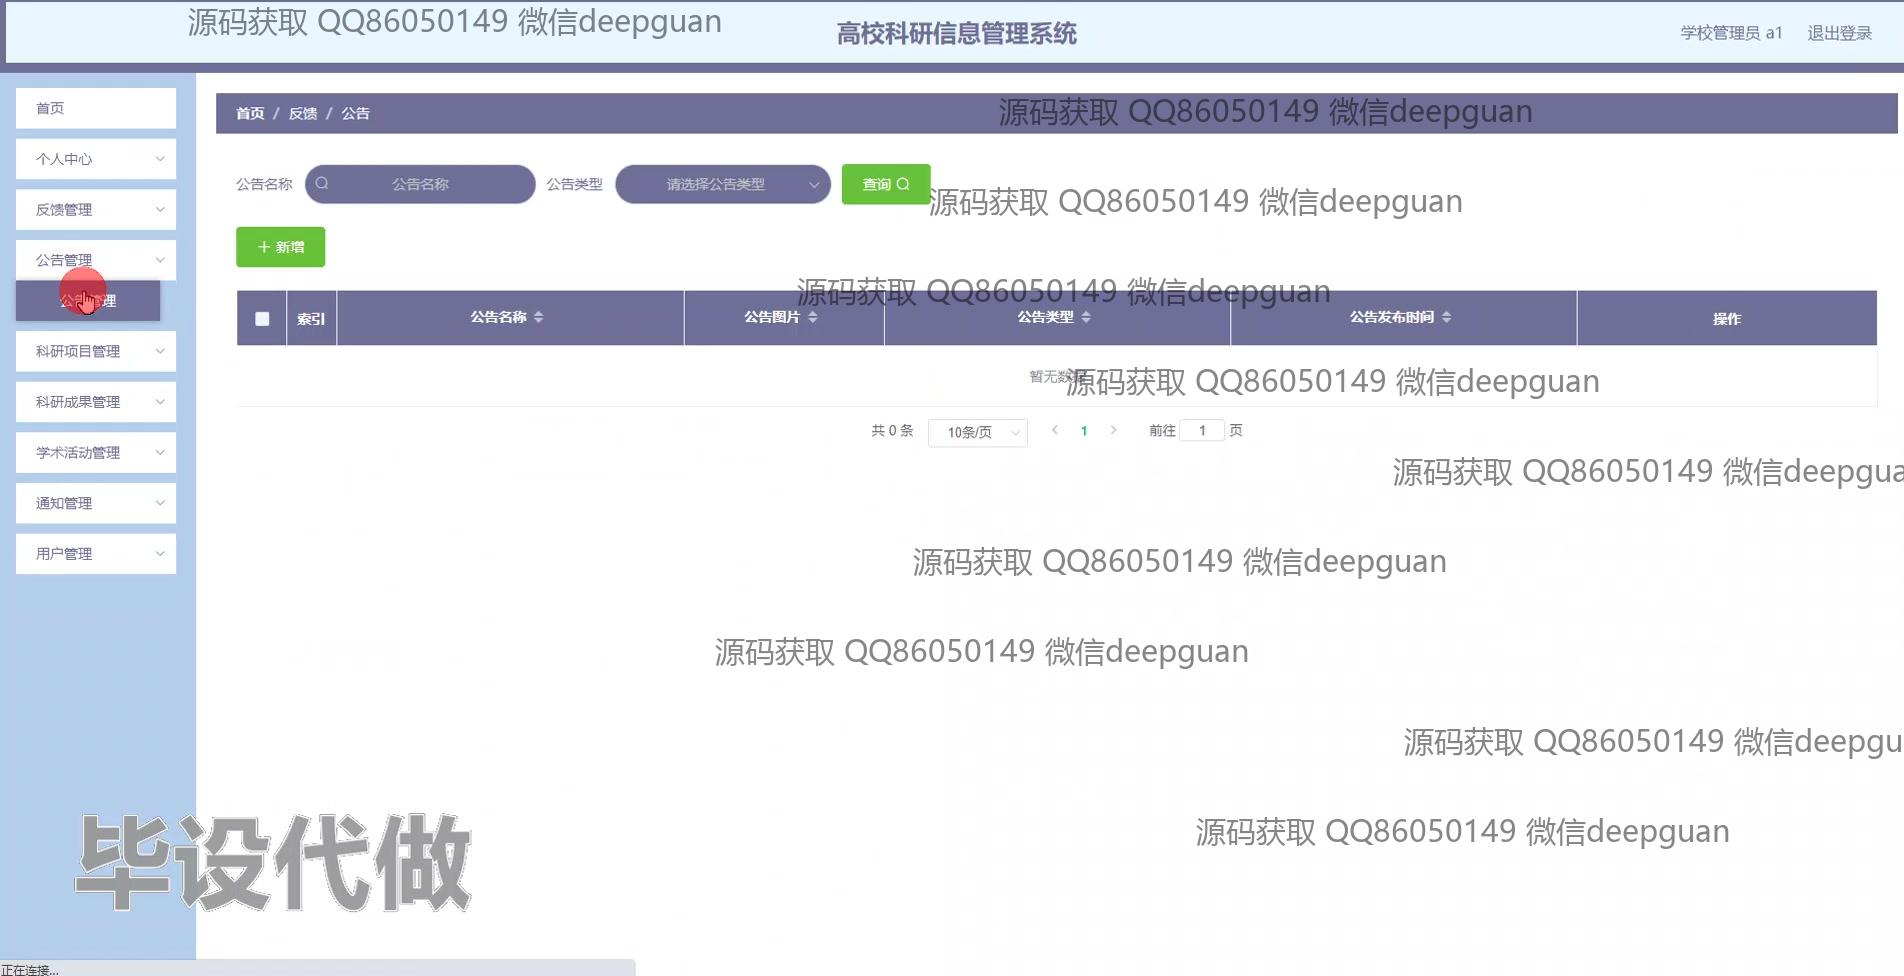 源码获取 QQ86050149 微信deepguan
高校科研信息管理系统
学校管理员 a1
退出登录
首页
个人中心
反馈管理
公告管理
公告管理
科研项目管理
科研成果管理
学术活动管理
通知管理
用户管理
首页 / 反馈 / 公告
源码获取 QQ86050149 微信deepguan
公告名称 公告名称 公告类型 请选择公告类型 查询
源码获取 QQ86050149 微信deepguan
新增
源码获取 QQ86050149 微信deepguan
索引 公告名称 公告图片 公告类型 公告发布时间 操作
暂无数据
源码获取 QQ86050149 微信deepguan
共 0 条 10条/页 1 前往 1 页
源码获取 QQ86050149 微信deepgua
源码获取 QQ86050149 微信deepguan
源码获取 QQ86050149 微信deepguan
源码获取 QQ86050149 微信deepgu
源码获取 QQ86050149 微信deepguan
毕设代做
正在连接...